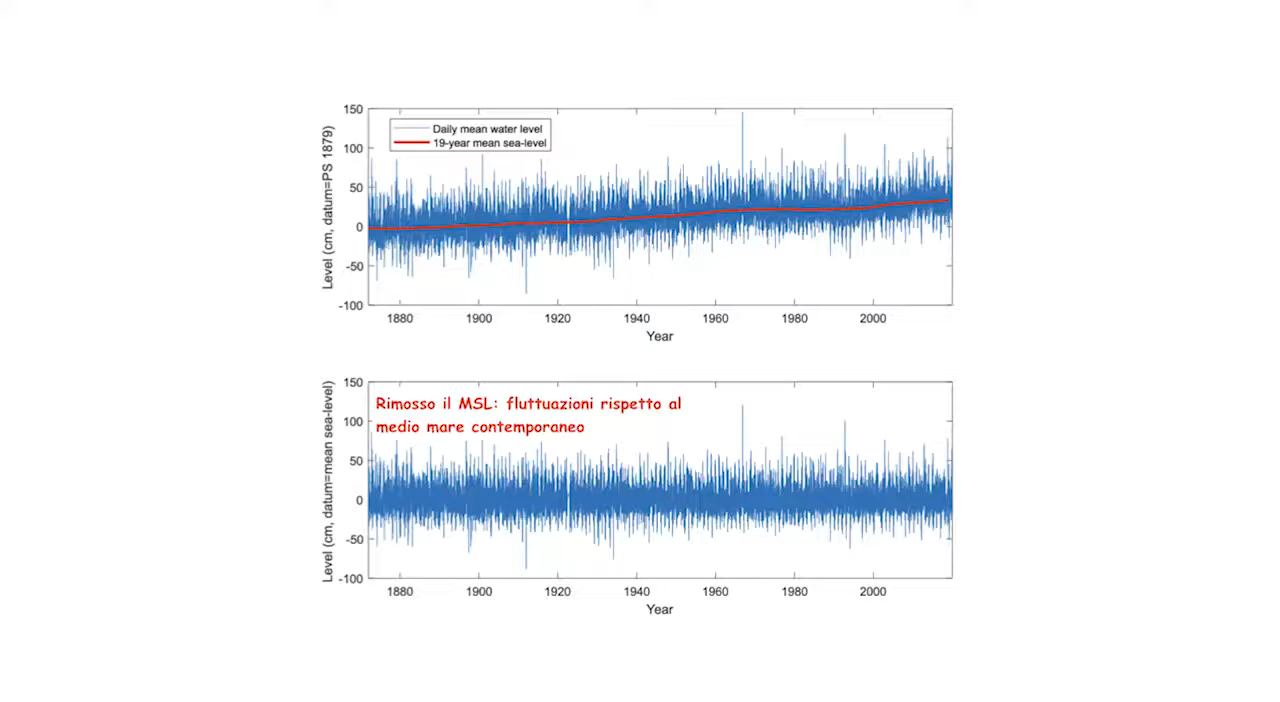 150
100
50
0
-50
-100
Level (cm, datum=PS 1879)
Daily mean water level
19-year mean sea-level
1880 1900 1920 1940 1960 1980 2000
Year
150
100
50
0
-50
-100
Level (cm, datum=mean sea-level)
Rimosso il MSL: fluttuazioni rispetto al
medio mare contemporaneo
1880 1900 1920 1940 1960 1980 2000
Year